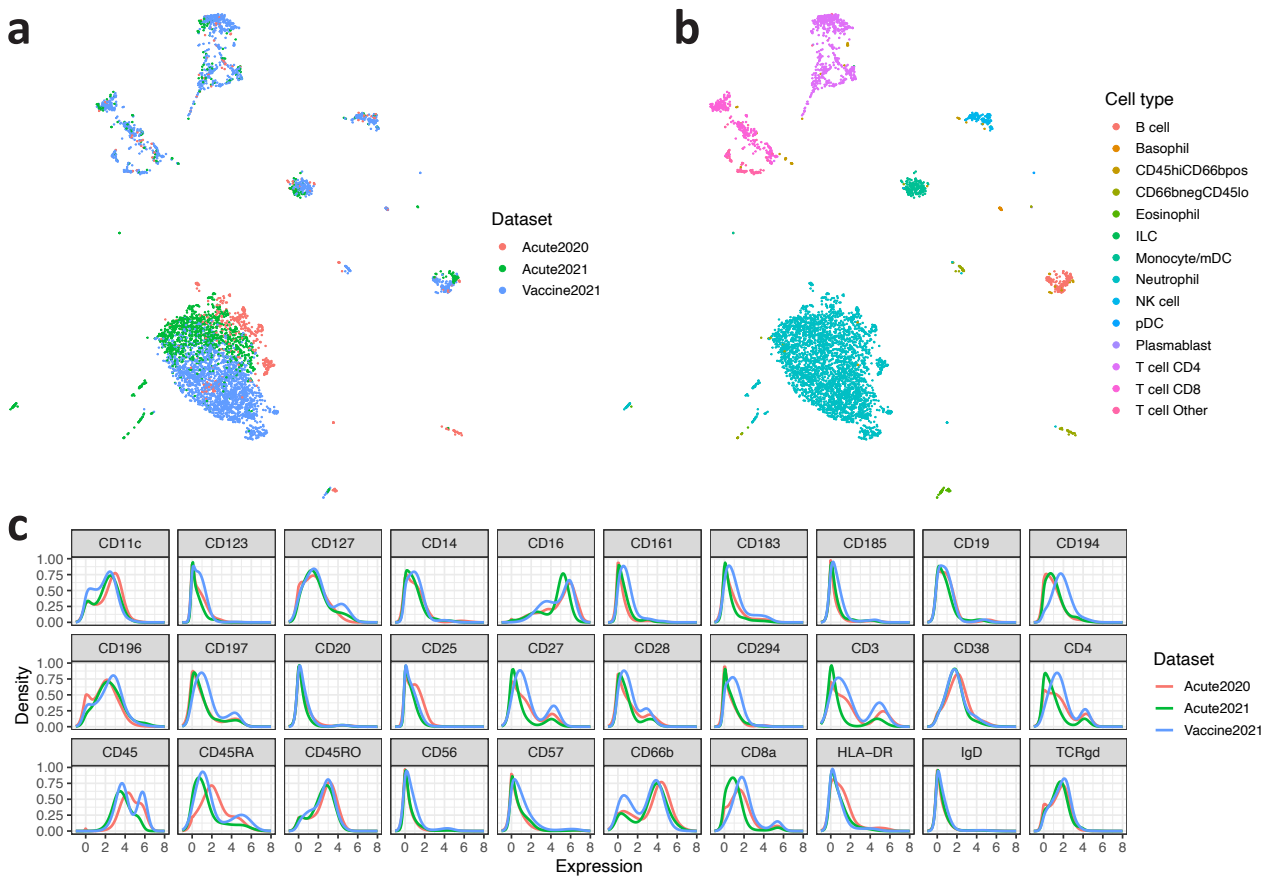 a
b
Dataset
Acute2020
Acute2021
Vaccine2021
Cell type
B cell
Basophil
CD45hiCD66bpos
CD66bnegCD45lo
Eosinophil
ILC
Monocyte/mDC
Neutrophil
NK cell
pDC
Plasmablast
T cell CD4
T cell CD8
T cell Other
c
CD11c CD123 CD127 CD14 CD16 CD161 CD183 CD185 CD19 CD194
1.00
0.75
0.50
0.25
0.00
CD196 CD197 CD20 CD25 CD27 CD28 CD294 CD3 CD38 CD4
1.00
0.75
0.50
0.25
0.00
Density
CD45 CD45RA CD45RO CD56 CD57 CD66b CD8a HLA−DR IgD TCRgd
1.00
0.75
0.50
0.25
0.00
0 2 4 6 8 0 2 4 6 8 0 2 4 6 8 0 2 4 6 8 0 2 4 6 8 0 2 4 6 8 0 2 4 6 8 0 2 4 6 8 0 2 4 6 8 0 2 4 6 8
Expression
Dataset
Acute2020
Acute2021
Vaccine2021